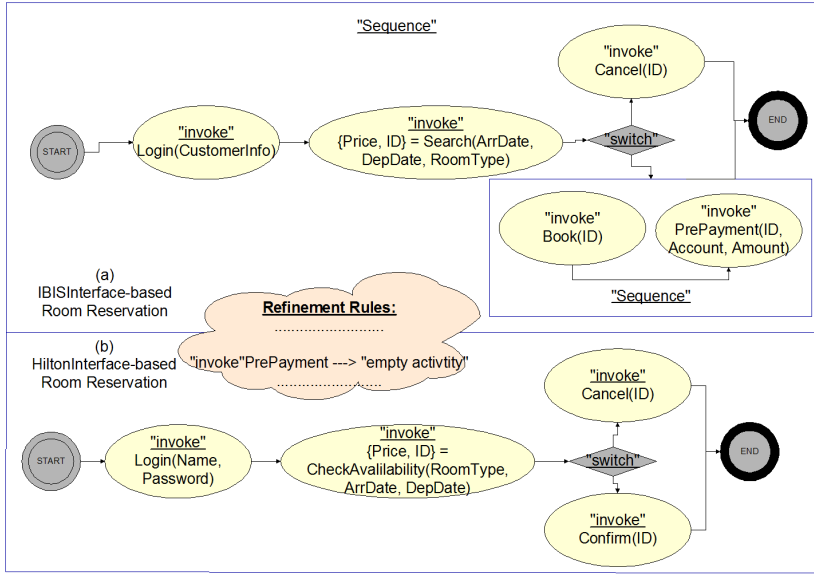 "Sequence"
START
"invoke"
Login(CustomerInfo)
"invoke"
{Price, ID} = Search(ArrDate,
DepDate, RoomType)
"switch"
"invoke"
Cancel(ID)
END
"invoke"
Book(ID)
"invoke"
PrePayment(ID,
Account, Amount)
"Sequence"
(a)
IBISInterface-based
Room Reservation
Refinement Rules:
............................
"invoke"PrePayment ---> "empty activtity"
...........................
(b)
HiltonInterface-based
Room Reservation
START
"invoke"
Login(Name,
Password)
"invoke"
{Price, ID} =
CheckAvalilability(RoomType,
ArrDate, DepDate)
"switch"
"invoke"
Cancel(ID)
"invoke"
Confirm(ID)
END